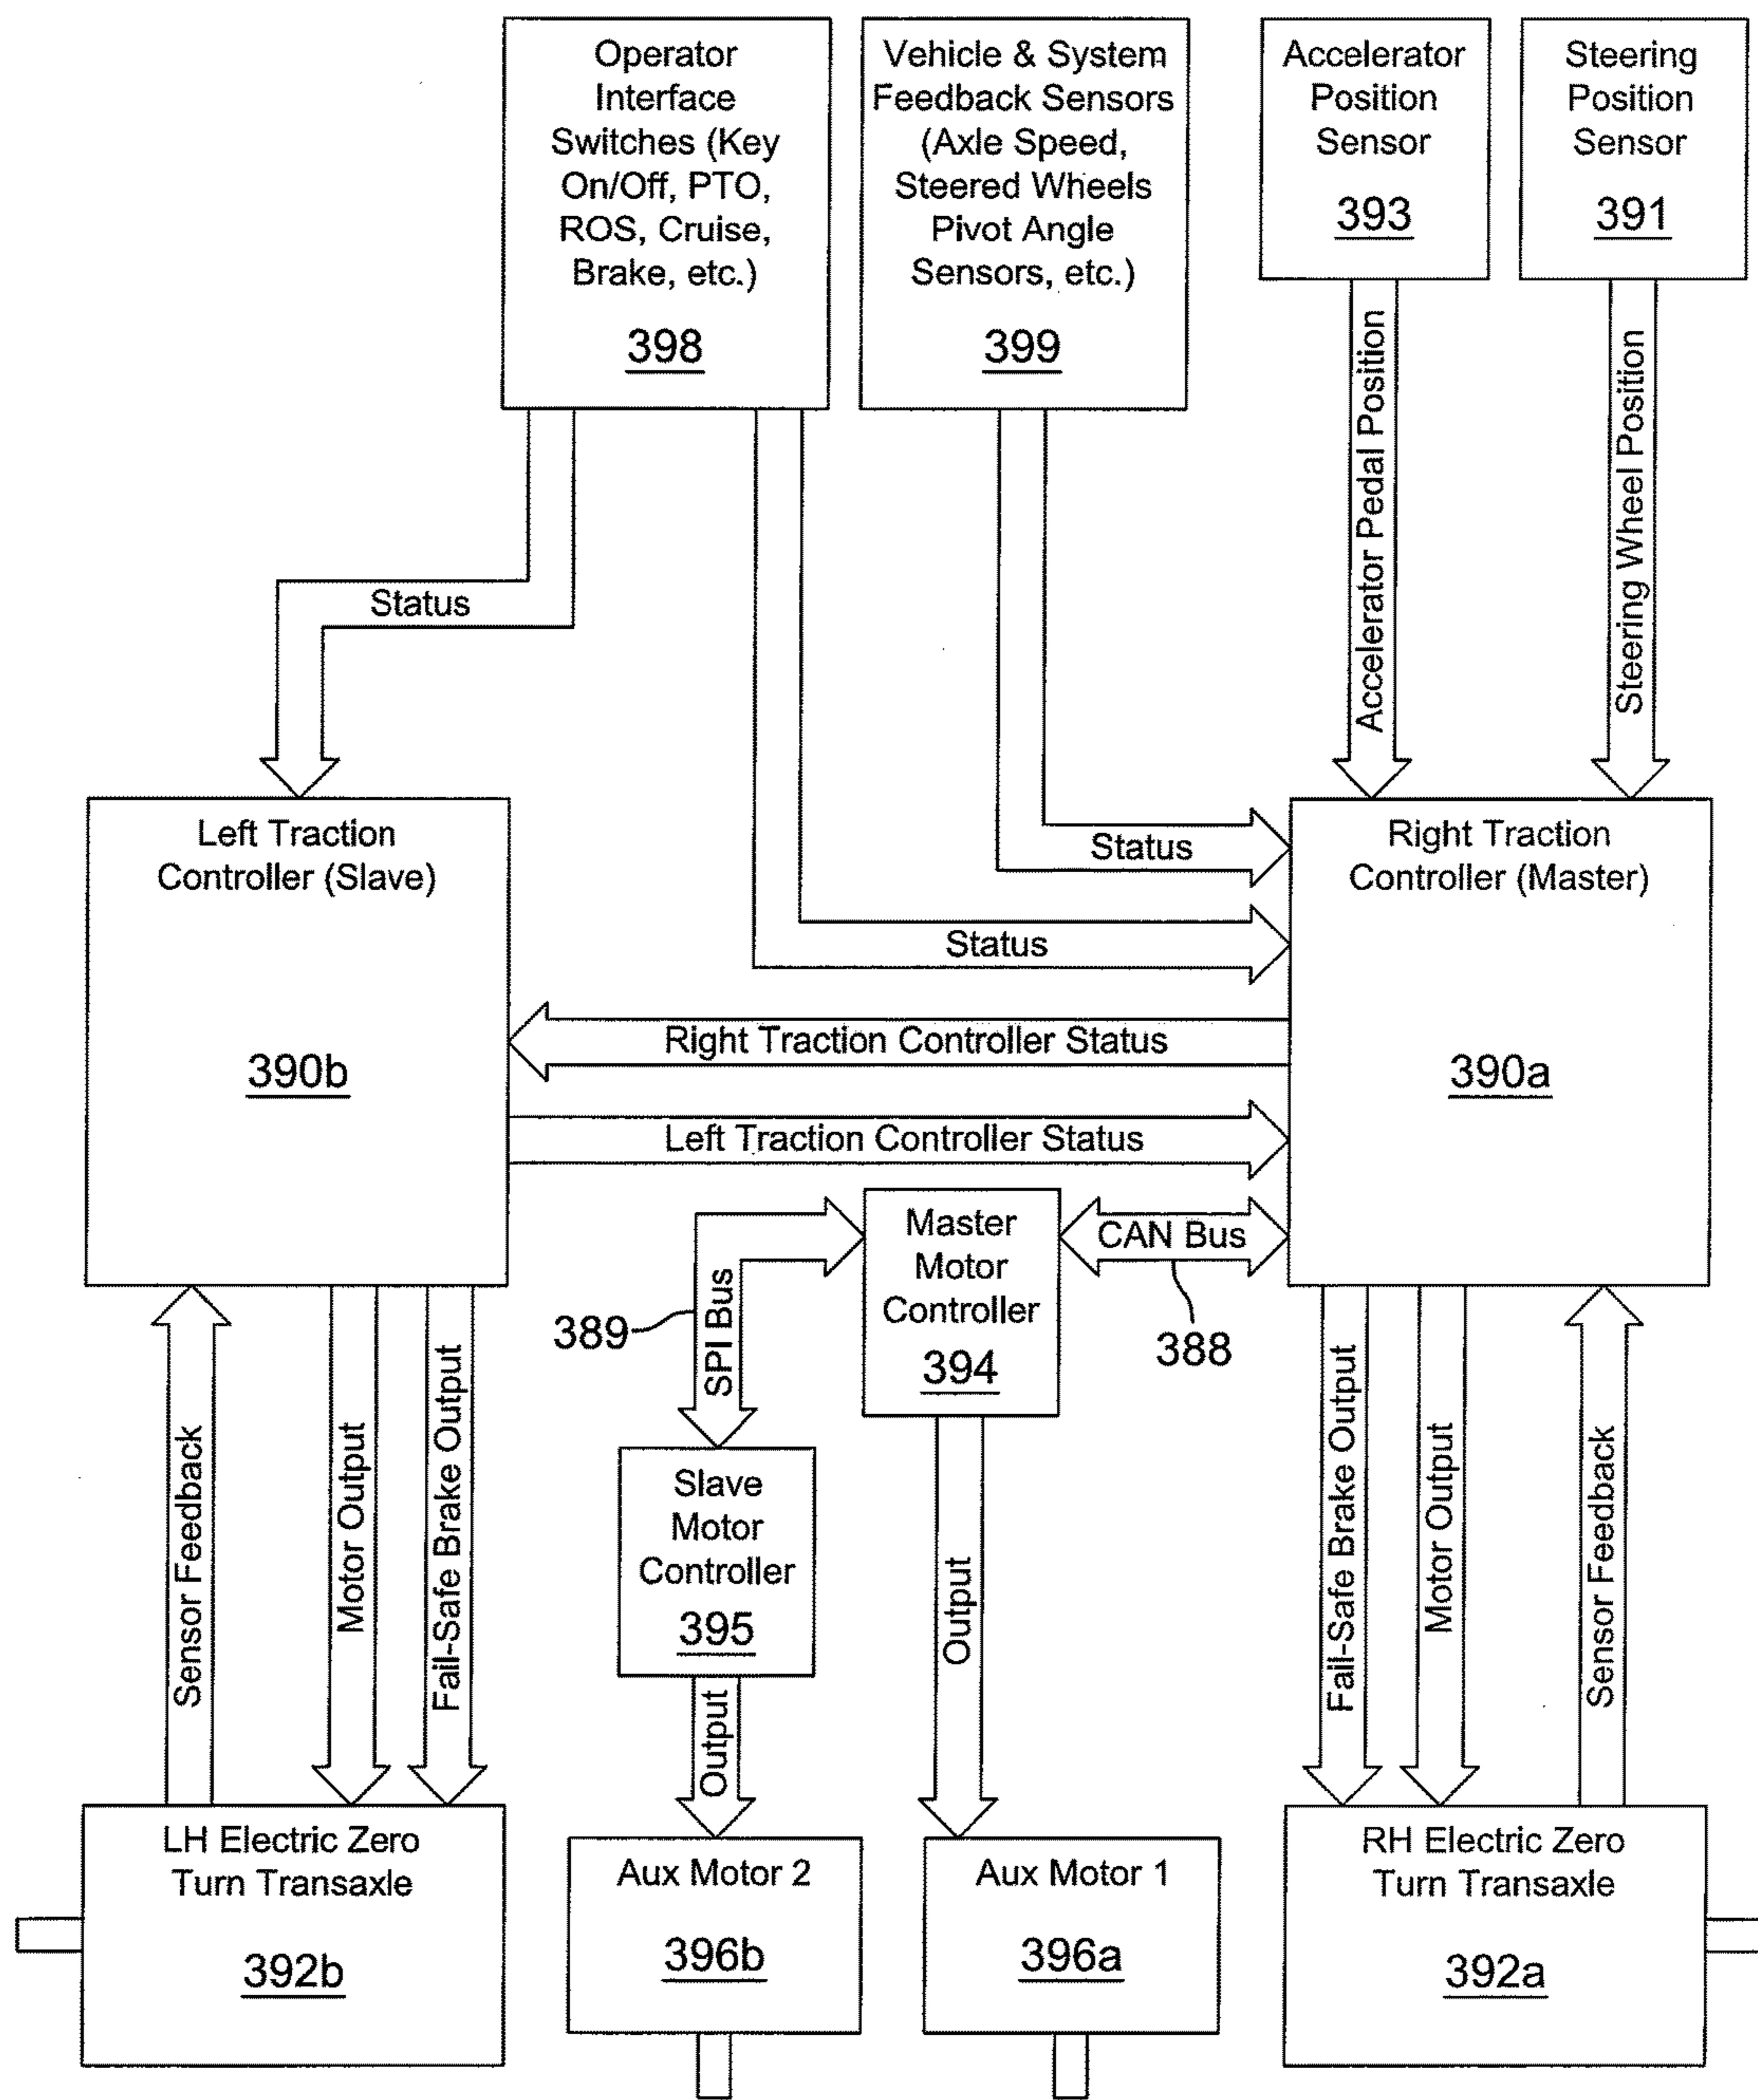 Operator
Interface
Switches (Key
On/Off, PTO,
ROS, Cruise,
Brake, etc.)
398
Vehicle & System
Feedback Sensors
(Axle Speed,
Steered Wheels
Pivot Angle
Sensors, etc.)
399
Accelerator
Position
Sensor
393
Steering
Position
Sensor
391
Accelerator Pedal Position
Steering Wheel Position
Status
Status
Status
Left Traction
Controller (Slave)
390b
Right Traction
Controller (Master)
390a
Right Traction Controller Status
Left Traction Controller Status
Master
Motor
Controller
394
CAN Bus
388
SPI Bus
389
Slave
Motor
Controller
395
Sensor Feedback
Motor Output
Fail-Safe Brake Output
Output
Output
Fail-Safe Brake Output
Motor Output
Sensor Feedback
LH Electric Zero
Turn Transaxle
392b
Aux Motor 2
396b
Aux Motor 1
396a
RH Electric Zero
Turn Transaxle
392a